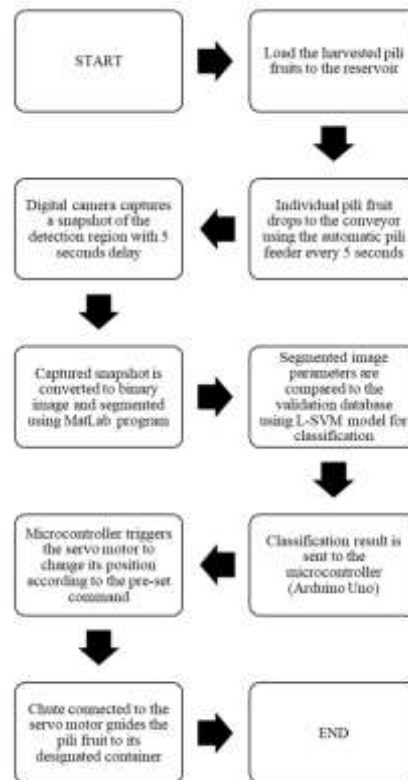 START
Load the harvested pili
fruits to the reservoir
Individual pili fruit
drops to the conveyor
using the automatic pili
feeder every 5 seconds
Digital camera captures
a snapshot of the
detection region with 5
seconds delay
Captured snapshot is
converted to binary
image and segmented
using MatLab program
Segmented image
parameters are
compared to the
validation database
using L-SVM model for
classification
Classification result is
sent to the
microcontroller
(Arduino Uno)
Microcontroller triggers
the servo motor to
change its position
according to the pre-set
command
Chute connected to the
servo motor guides the
pili fruit to its
designated container
END